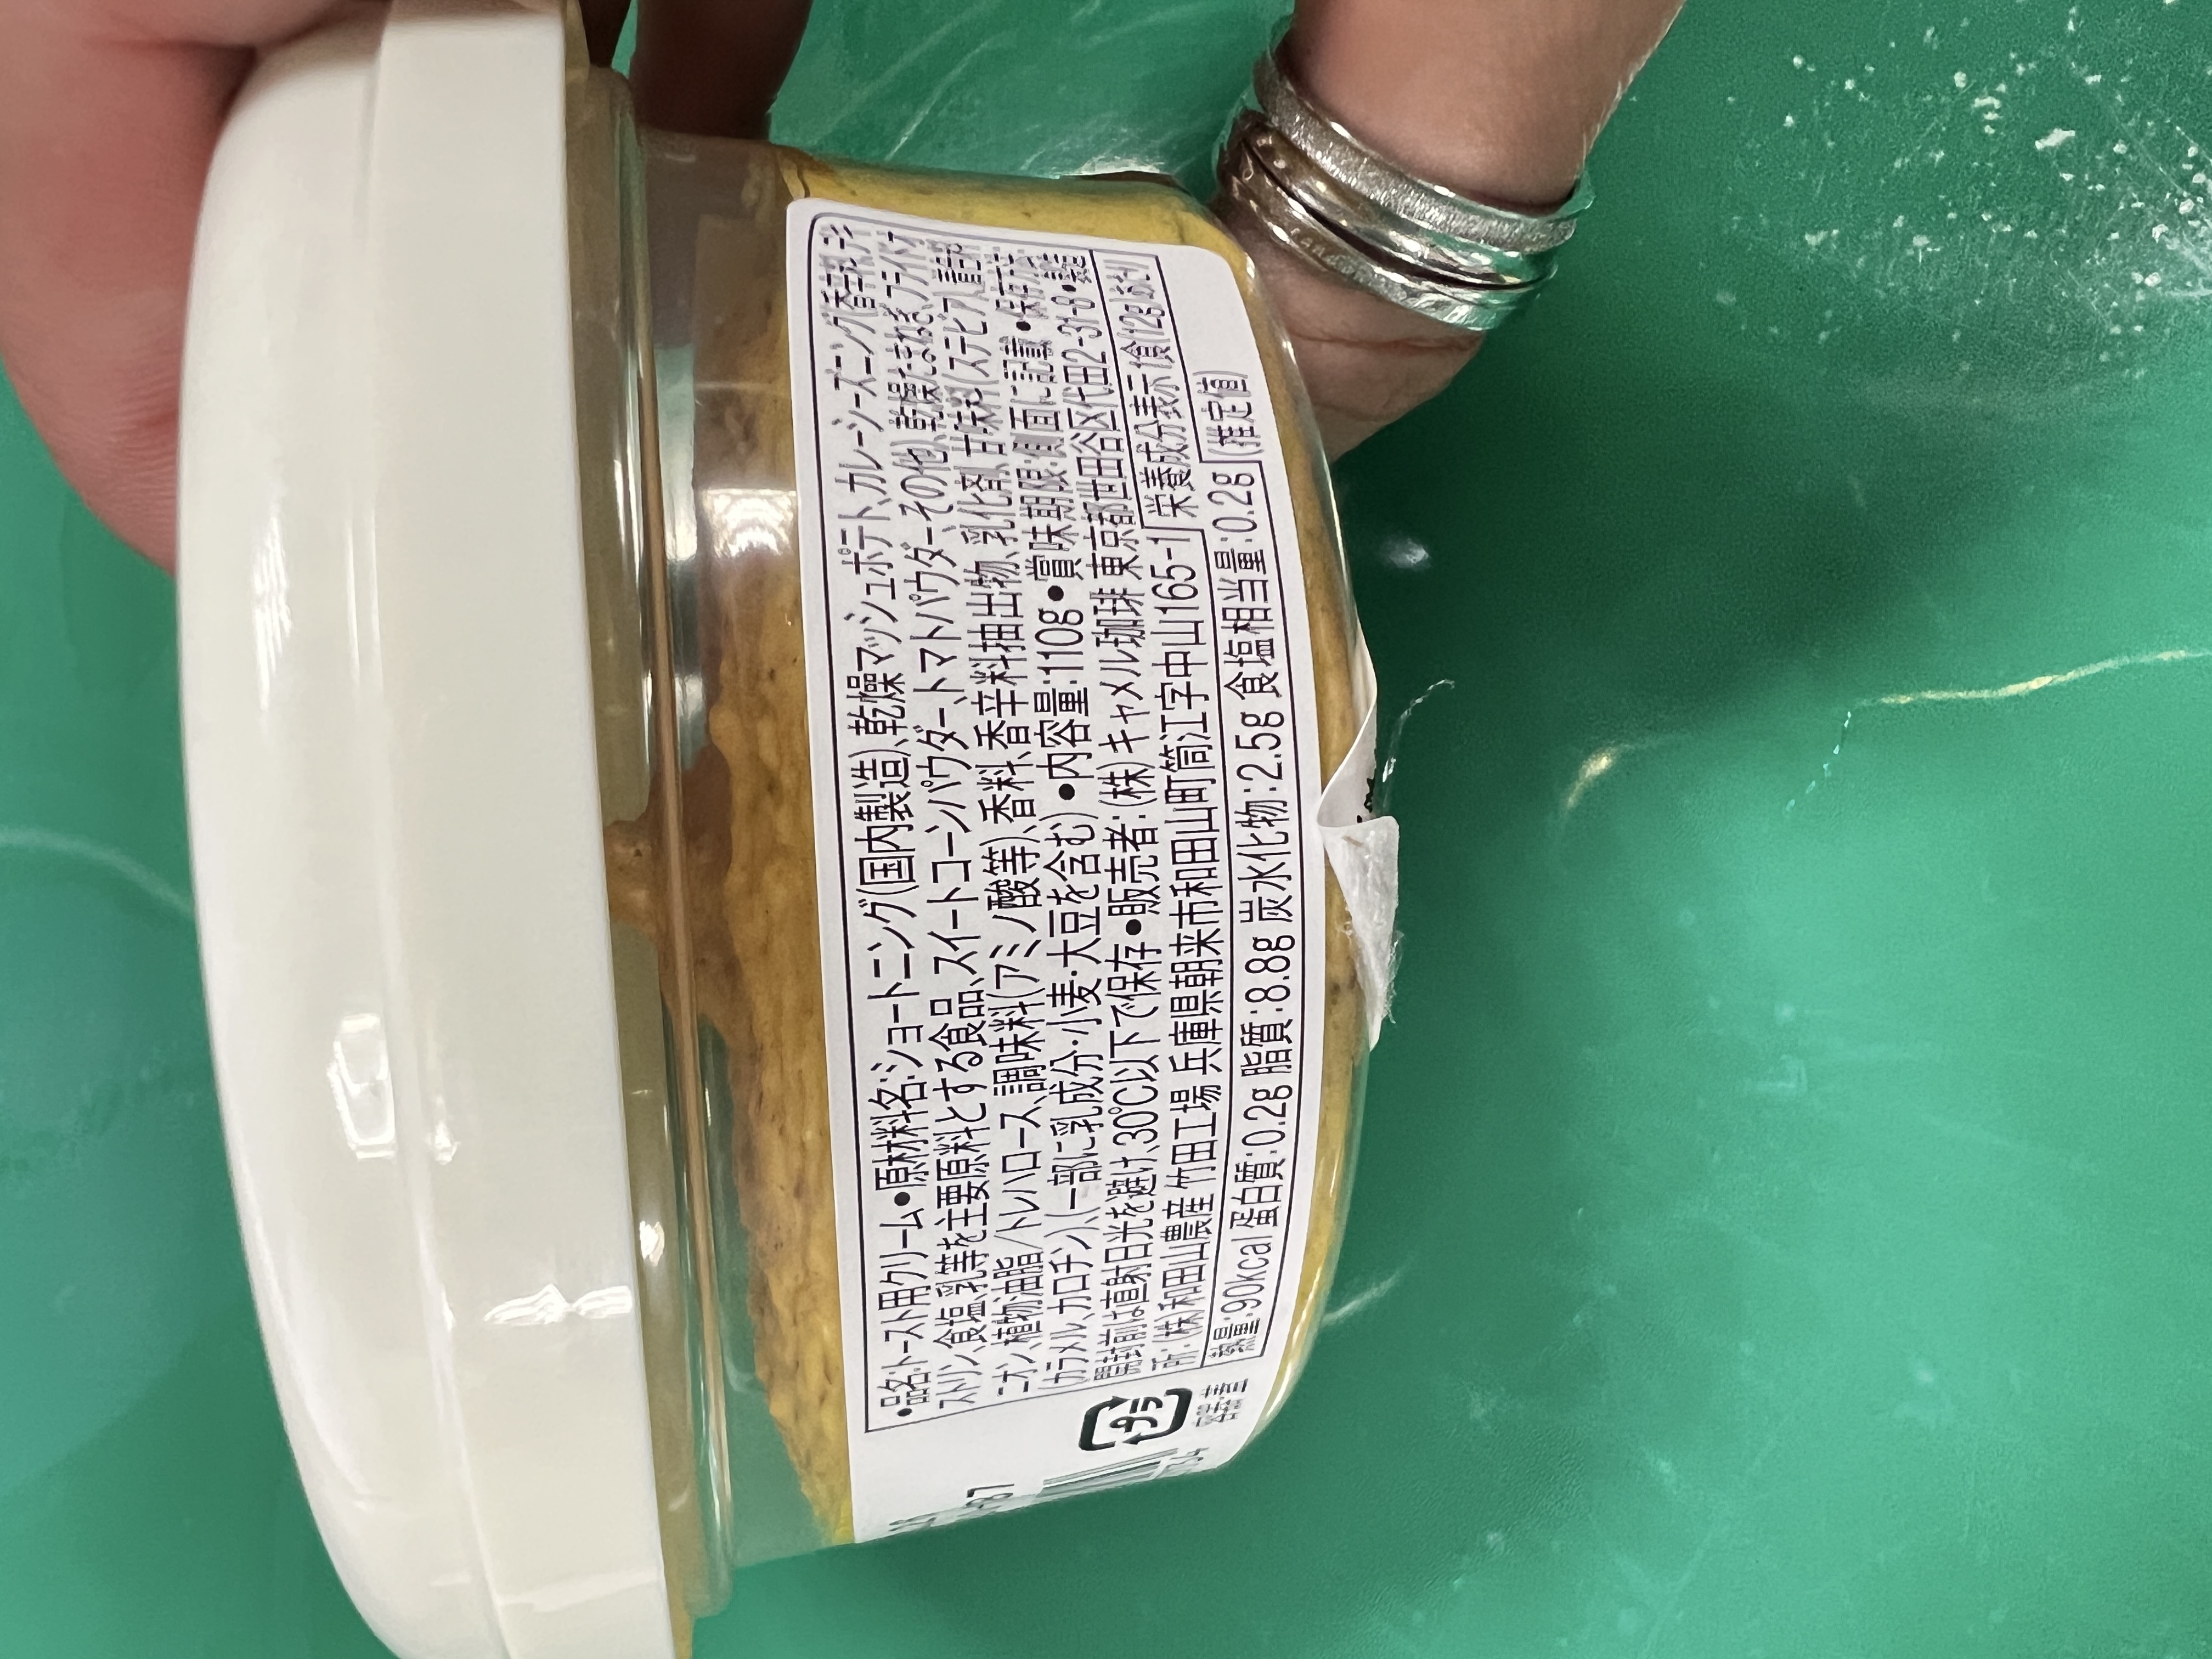 •品名:トースト用クリーム•原材料名:ショートニング(国内製造)、乾燥マッシュポテト、カレーシーズニング(香辛料、デキ
ストリン、食塩、乳等を主要原料とする食品、スイートコーンパウダー、トマトパウダー、その他)、乾燥たまねぎ、フライドオ
ニオン、植物油脂/トレハロース、調味料(アミノ酸等)、香料、香辛料抽出物、乳化剤、甘味料(ステビア)、着色料
(カラメル、カロチン)、(一部に乳成分・小麦・大豆を含む)•内容量:110g•賞味期限:側面に記載•保存方法:
開封前は直射日光を避け、30℃以下で保存•販売者:(株)キャメル珈琲 東京都世田谷区代田2-31-8•製造
所:(株)和田山農産 竹田工場 兵庫県朝来市和田山町筒江字中山165-1
栄養成分表示1食(12g)あたり
熱量:90kcal 蛋白質:0.2g 脂質:8.8g 炭水化物:2.5g 食塩相当量:0.2g (推定値)
プラ